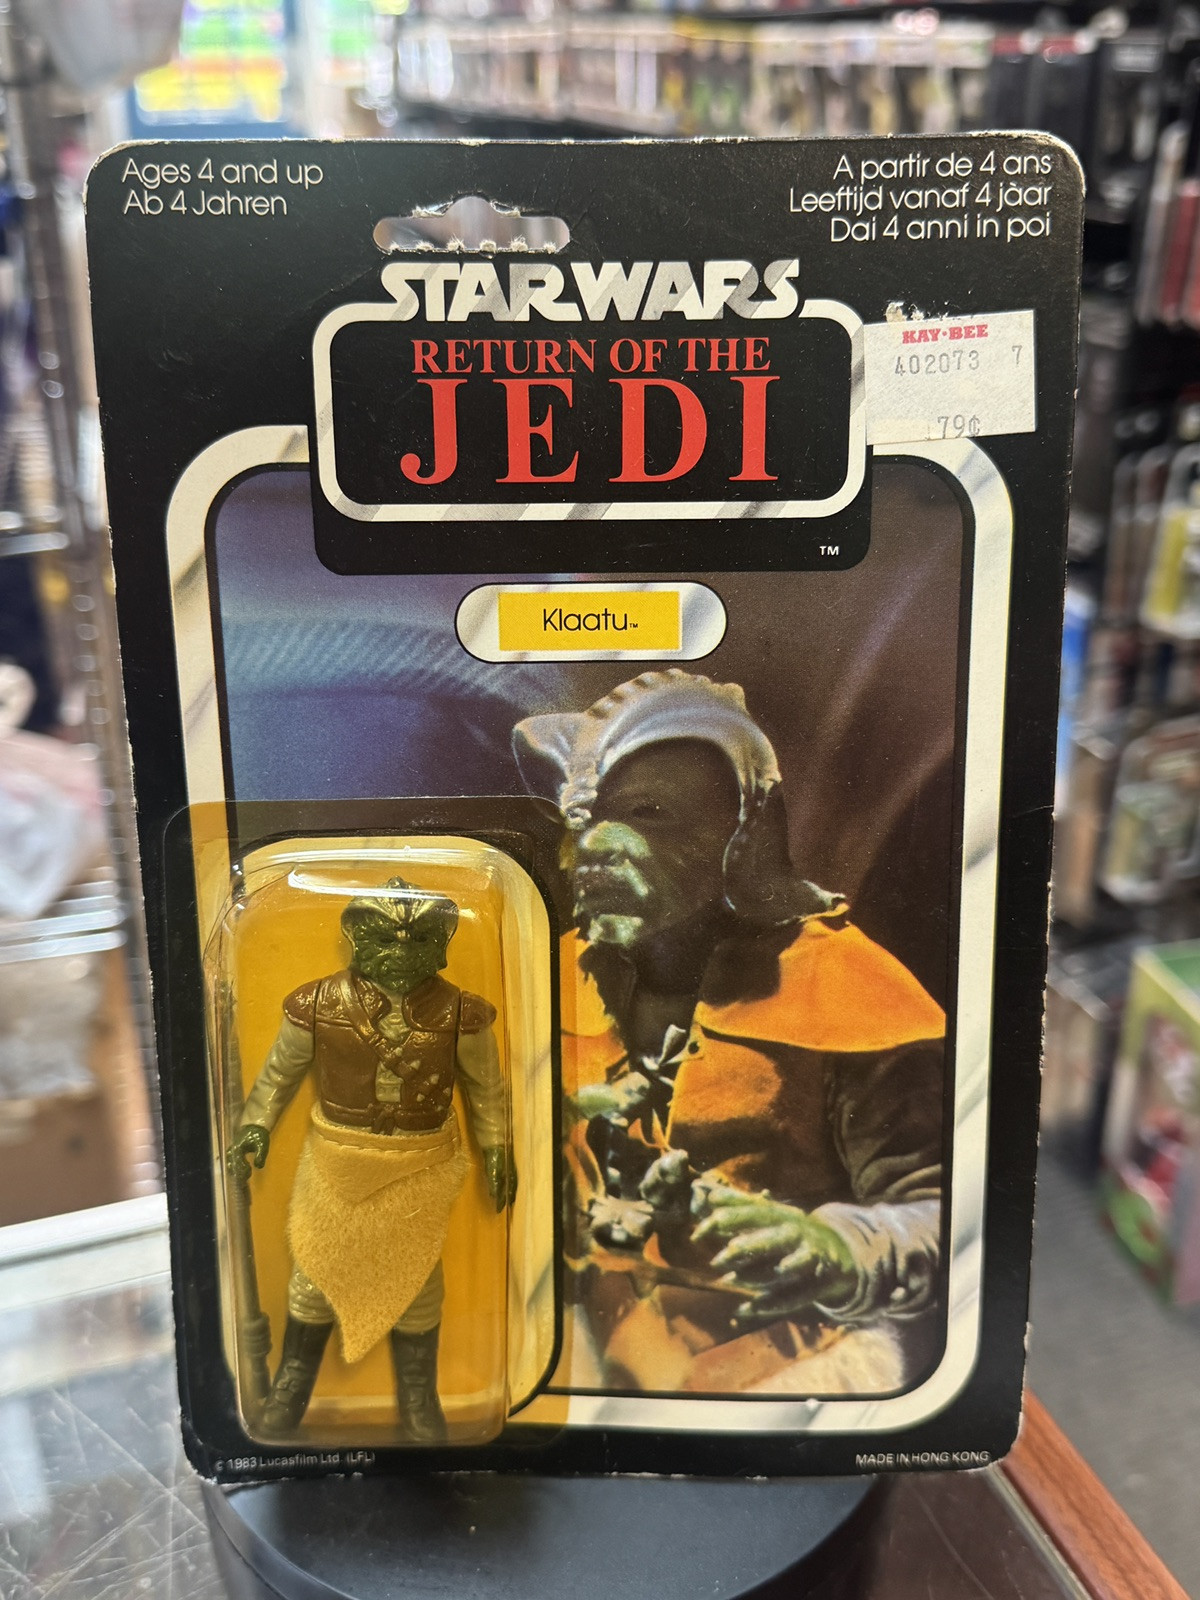 Ages 4 and up
Ab 4 Jahren
A partir de 4 ans
Leeftijd vanaf 4 jàar
Dai 4 anni in poi
STAR WARS
RETURN OF THE
JEDI
TM
KAY·BEE
402073 7
79¢
Klaatu™
© 1983 Lucasfilm Ltd. (LFL)
MADE IN HONG KONG